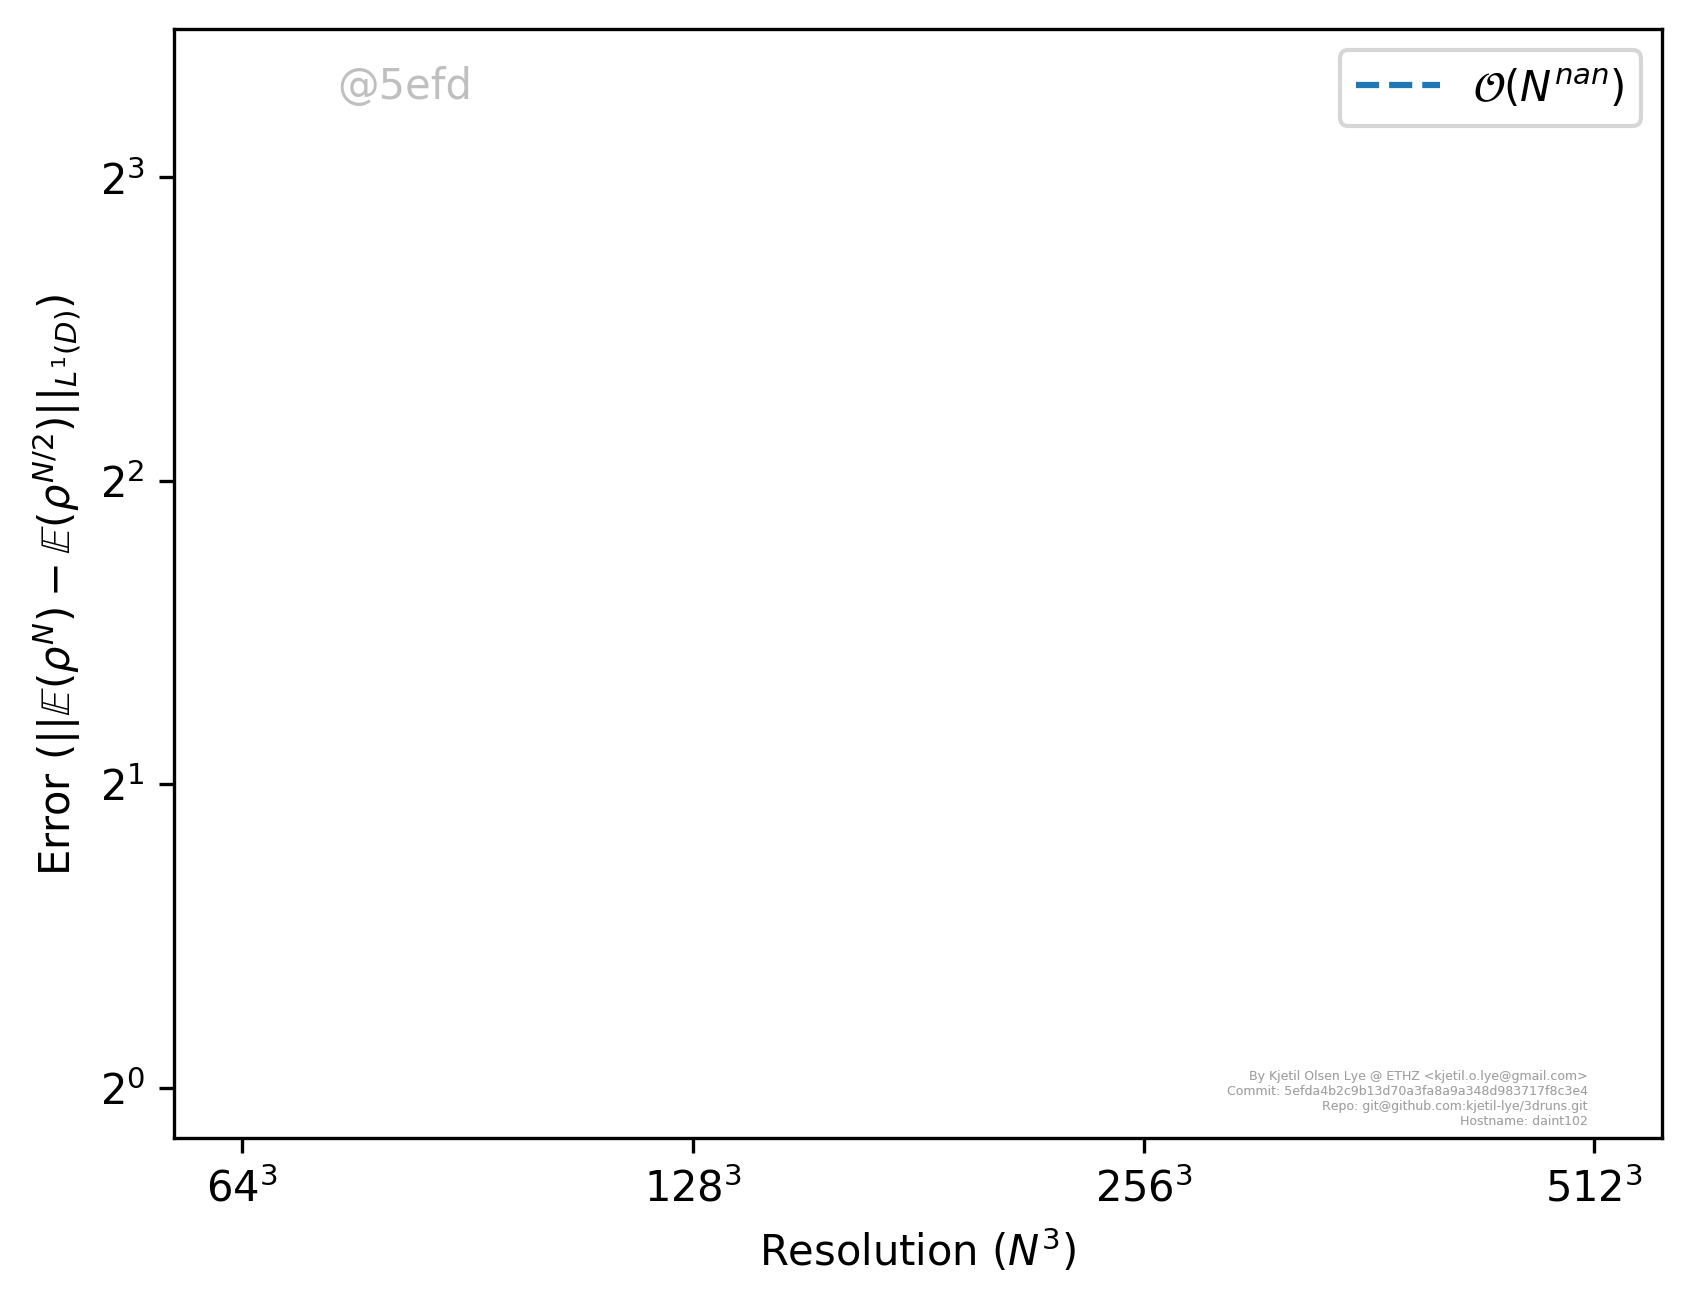 @5efd
𝒪(N^nan)
2^3
2^2
2^1
2^0
Error (||𝔼(ρ^N) − 𝔼(ρ^{N/2})||_{L^1(D)})
By Kjetil Olsen Lye @ ETHZ <kjetil.o.lye@gmail.com>
Commit: 5efda4b2c9b13d70a3fa8a9a348d983717f8c3e4
Repo: git@github.com:kjetil-lye/3druns.git
Hostname: daint102
64^3 128^3 256^3 512^3
Resolution (N^3)